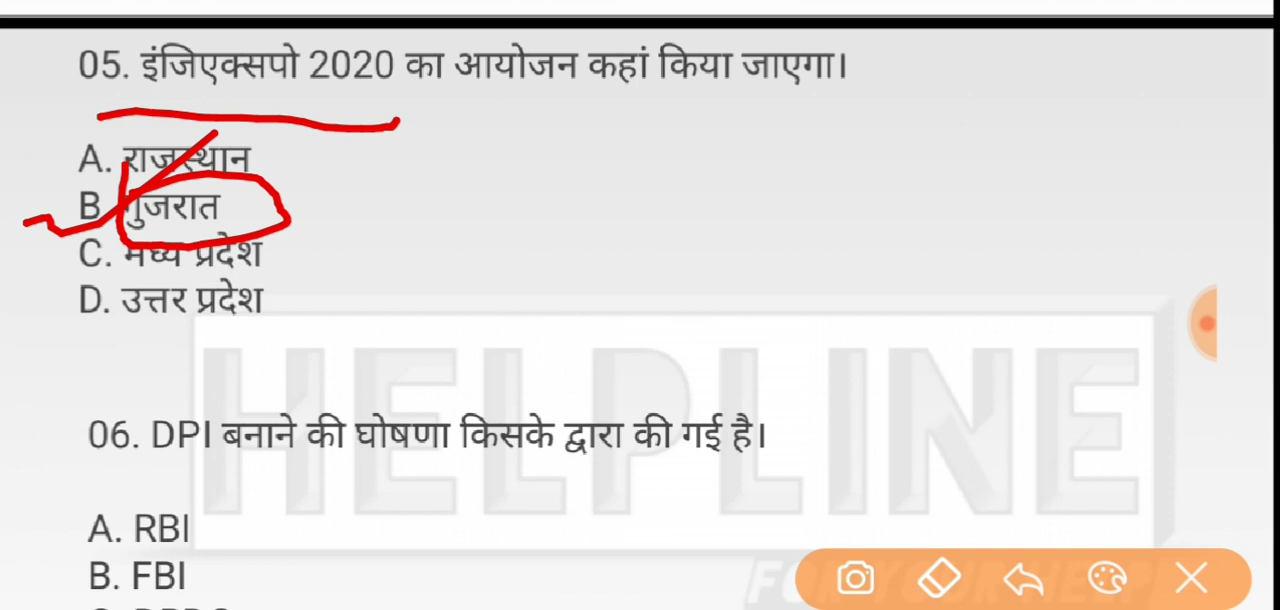 05. इंजिएक्सपो 2020 का आयोजन कहां किया जाएगा।
A. राजस्थान
B गुजरात
C. मध्य प्रदेश
D. उत्तर प्रदेश
HELPLINE
06. DPI बनाने की घोषणा किसके द्वारा की गई है।
A. RBI
B. FBI